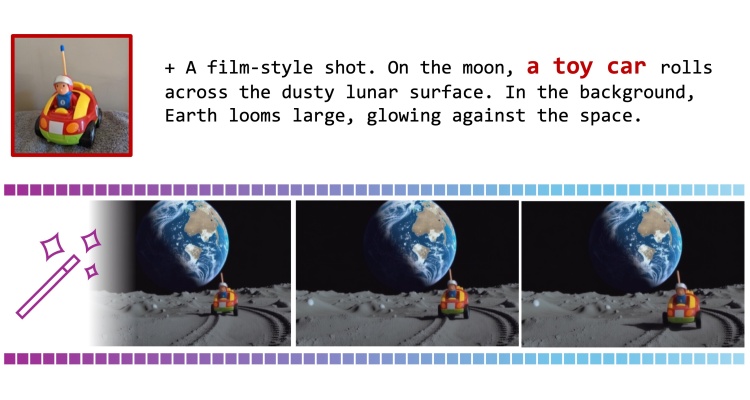 + A film-style shot. On the moon, a toy car rolls
across the dusty lunar surface. In the background,
Earth looms large, glowing against the space.